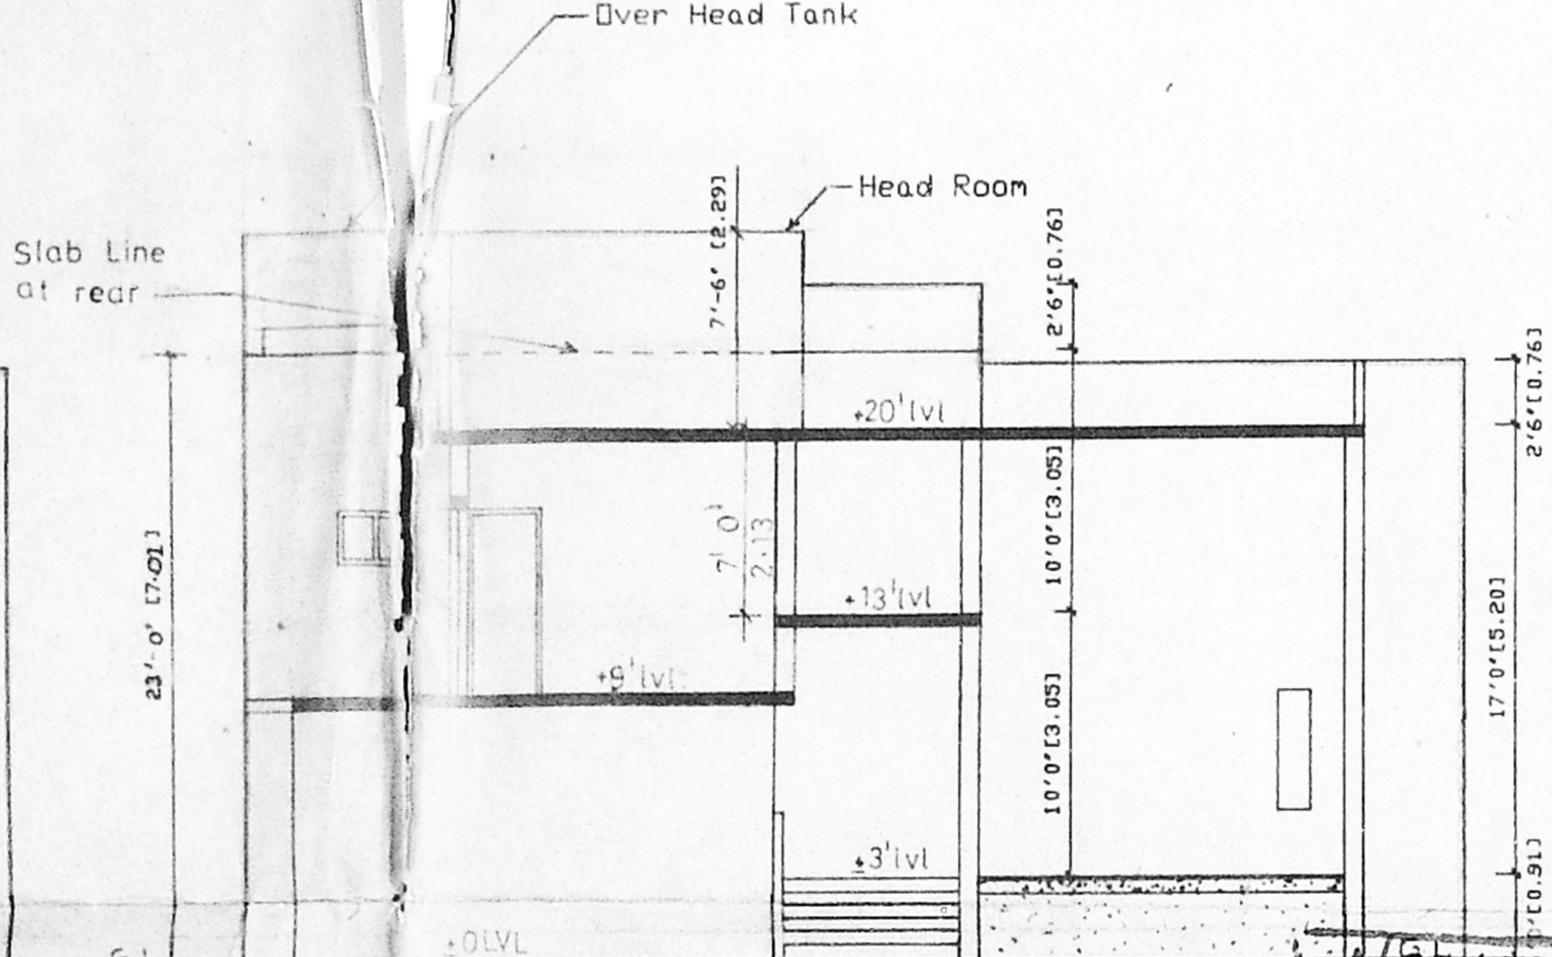 Over Head Tank
Head Room
Slab Line
at rear
7'-6' [2.29]
2'6'[0.76]
2'6'[0.76]
+20'lvl
23'-0' [7.01]
7' 0'
2.13
10'0'[3.05]
+13'lvl
17'0'[5.20]
+9'lvl
10'0'[3.05]
±3'lvl
[0.91]
±0LVL